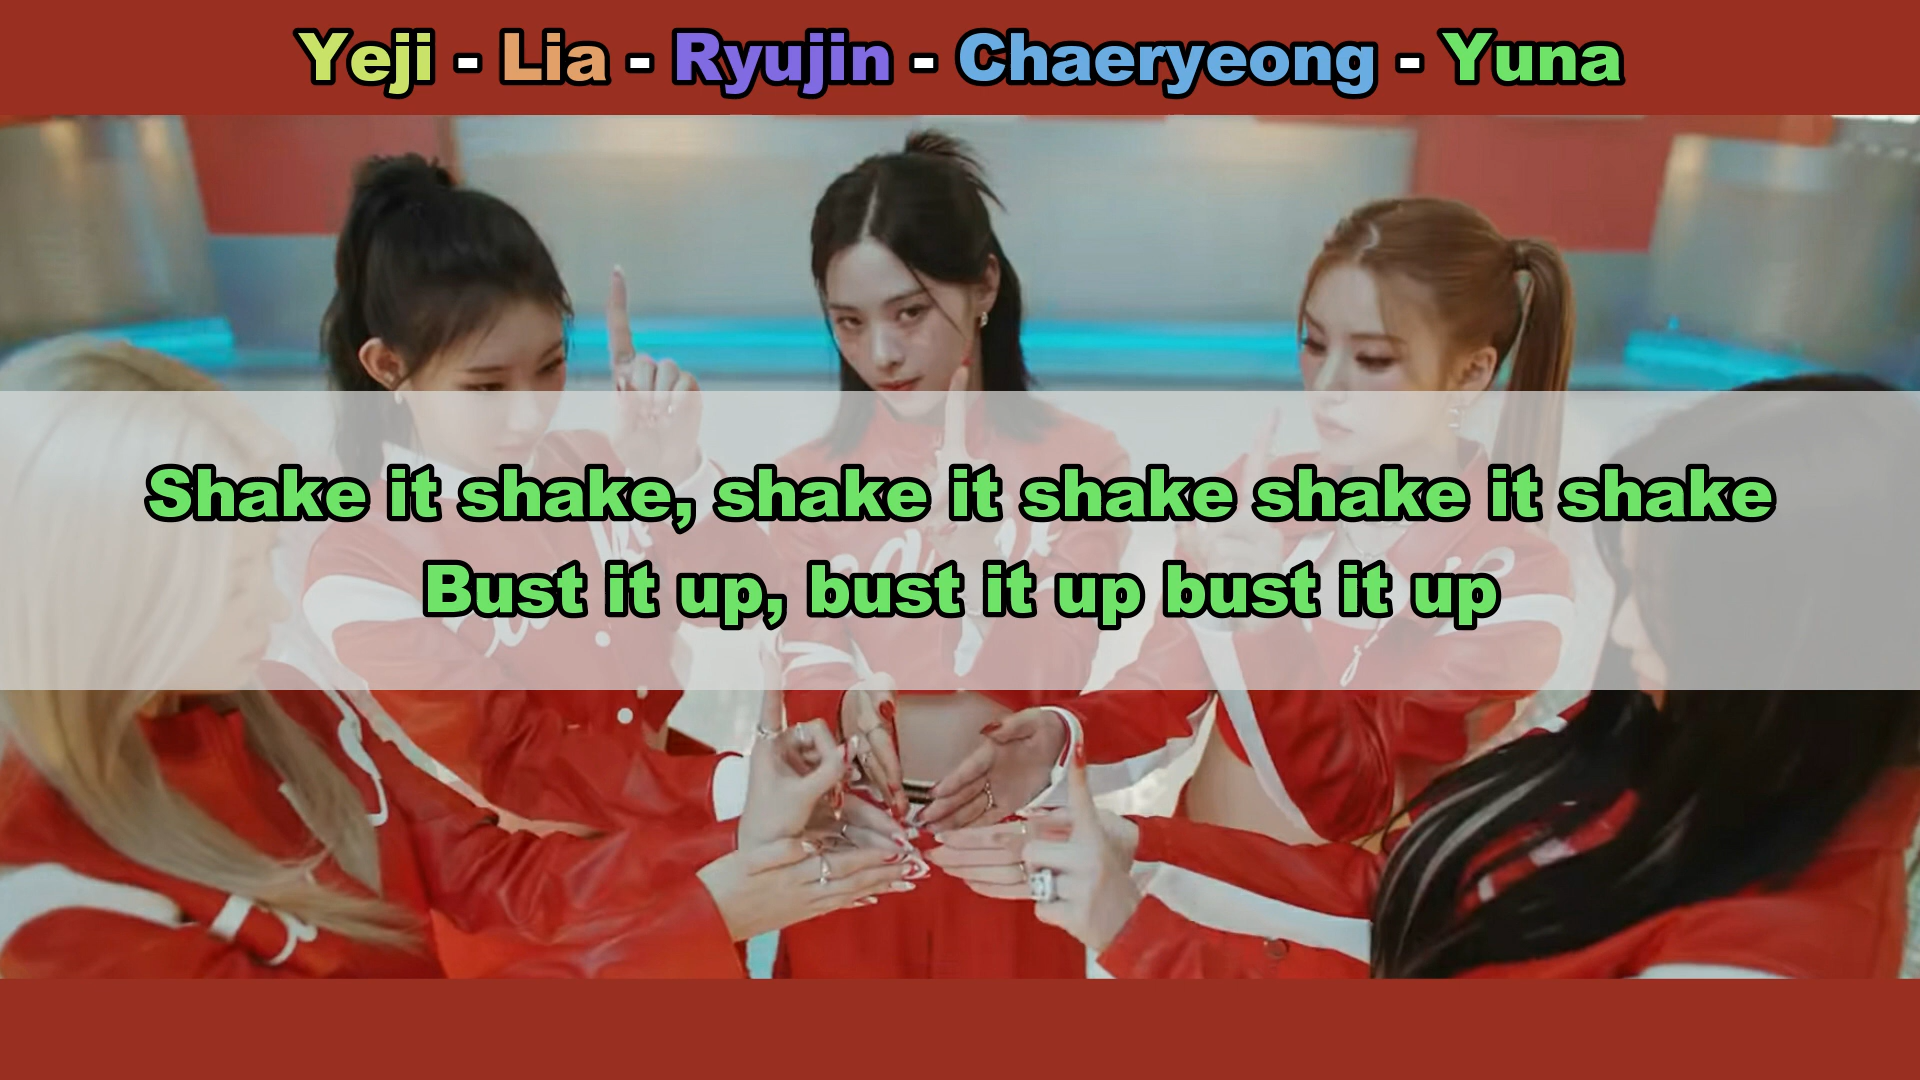 Yeji - Lia - Ryujin - Chaeryeong - Yuna
Shake it shake, shake it shake shake it shake
Bust it up, bust it up bust it up